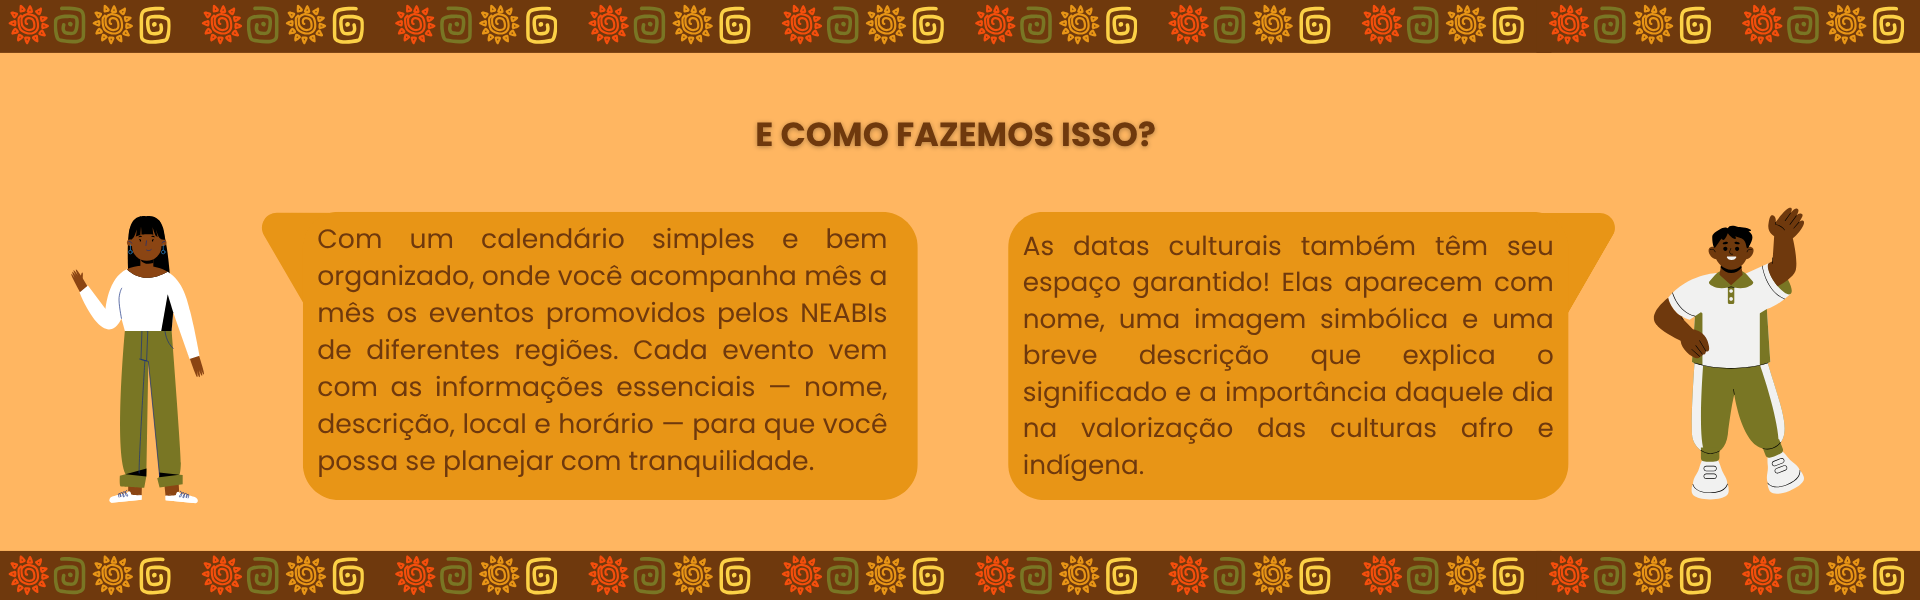 E COMO FAZEMOS ISSO?
Com um calendário simples e bem
organizado, onde você acompanha mês a
mês os eventos promovidos pelos NEABIs
de diferentes regiões. Cada evento vem
com as informações essenciais — nome,
descrição, local e horário — para que você
possa se planejar com tranquilidade.
As datas culturais também têm seu
espaço garantido! Elas aparecem com
nome, uma imagem simbólica e uma
breve descrição que explica o
significado e a importância daquele dia
na valorização das culturas afro e
indígena.